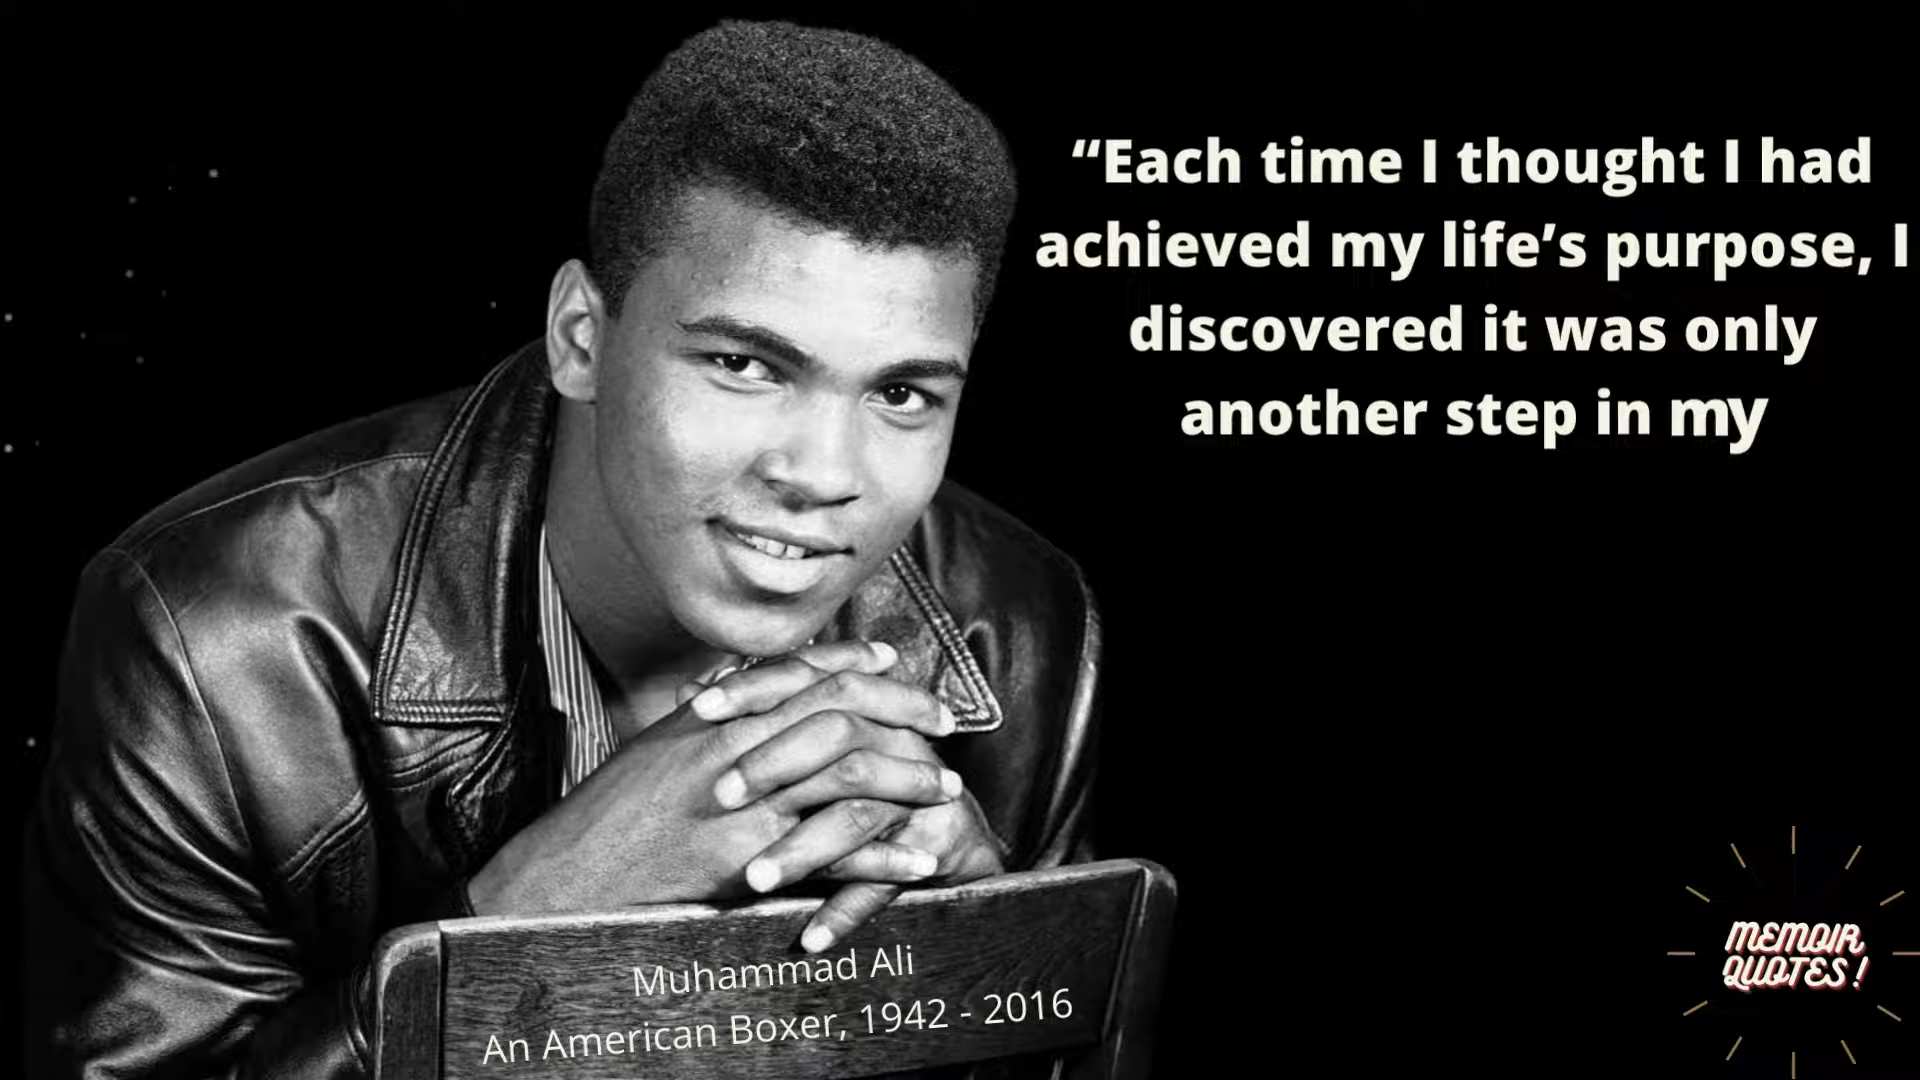 “Each time I thought I had
achieved my life’s purpose, I
discovered it was only
another step in my
Muhammad Ali
An American Boxer, 1942 - 2016
MEMOIR
QUOTES!